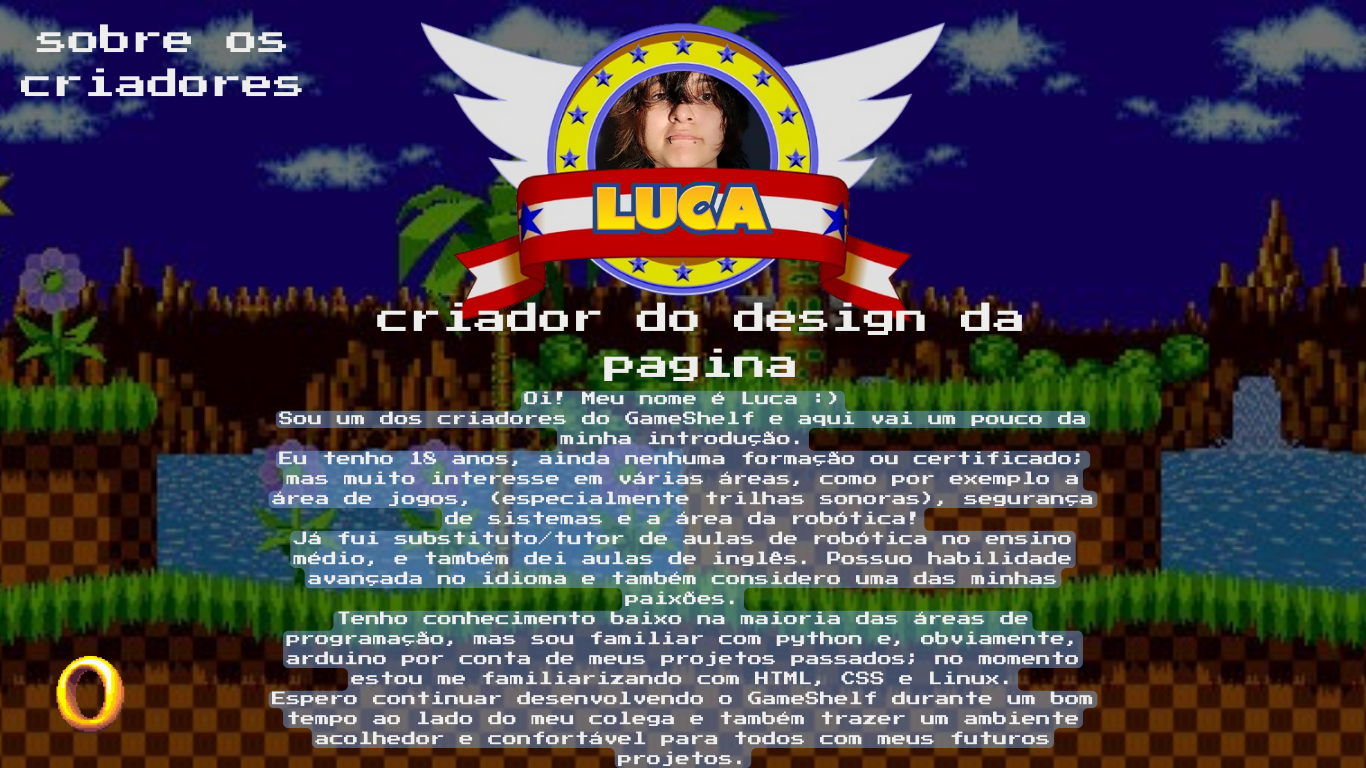 sobre os
criadores
LUCA
criador do design da
pagina
Oi! Meu nome é Luca :)
Sou um dos criadores do GameShelf e aqui vai um pouco da
minha introdução.
Eu tenho 18 anos, ainda nenhuma formação ou certificado;
mas muito interesse em várias áreas, como por exemplo a
área de jogos, (especialmente trilhas sonoras), segurança
de sistemas e a área da robótica!
Já fui substituto/tutor de aulas de robótica no ensino
médio, e também dei aulas de inglês. Possuo habilidade
avançada no idioma e também considero uma das minhas
paixões.
Tenho conhecimento baixo na maioria das áreas de
programação, mas sou familiar com python e, obviamente,
arduino por conta de meus projetos passados; no momento
estou me familiarizando com HTML, CSS e Linux.
Espero continuar desenvolvendo o GameShelf durante um bom
tempo ao lado do meu colega e também trazer um ambiente
acolhedor e confortável para todos com meus futuros
projetos.